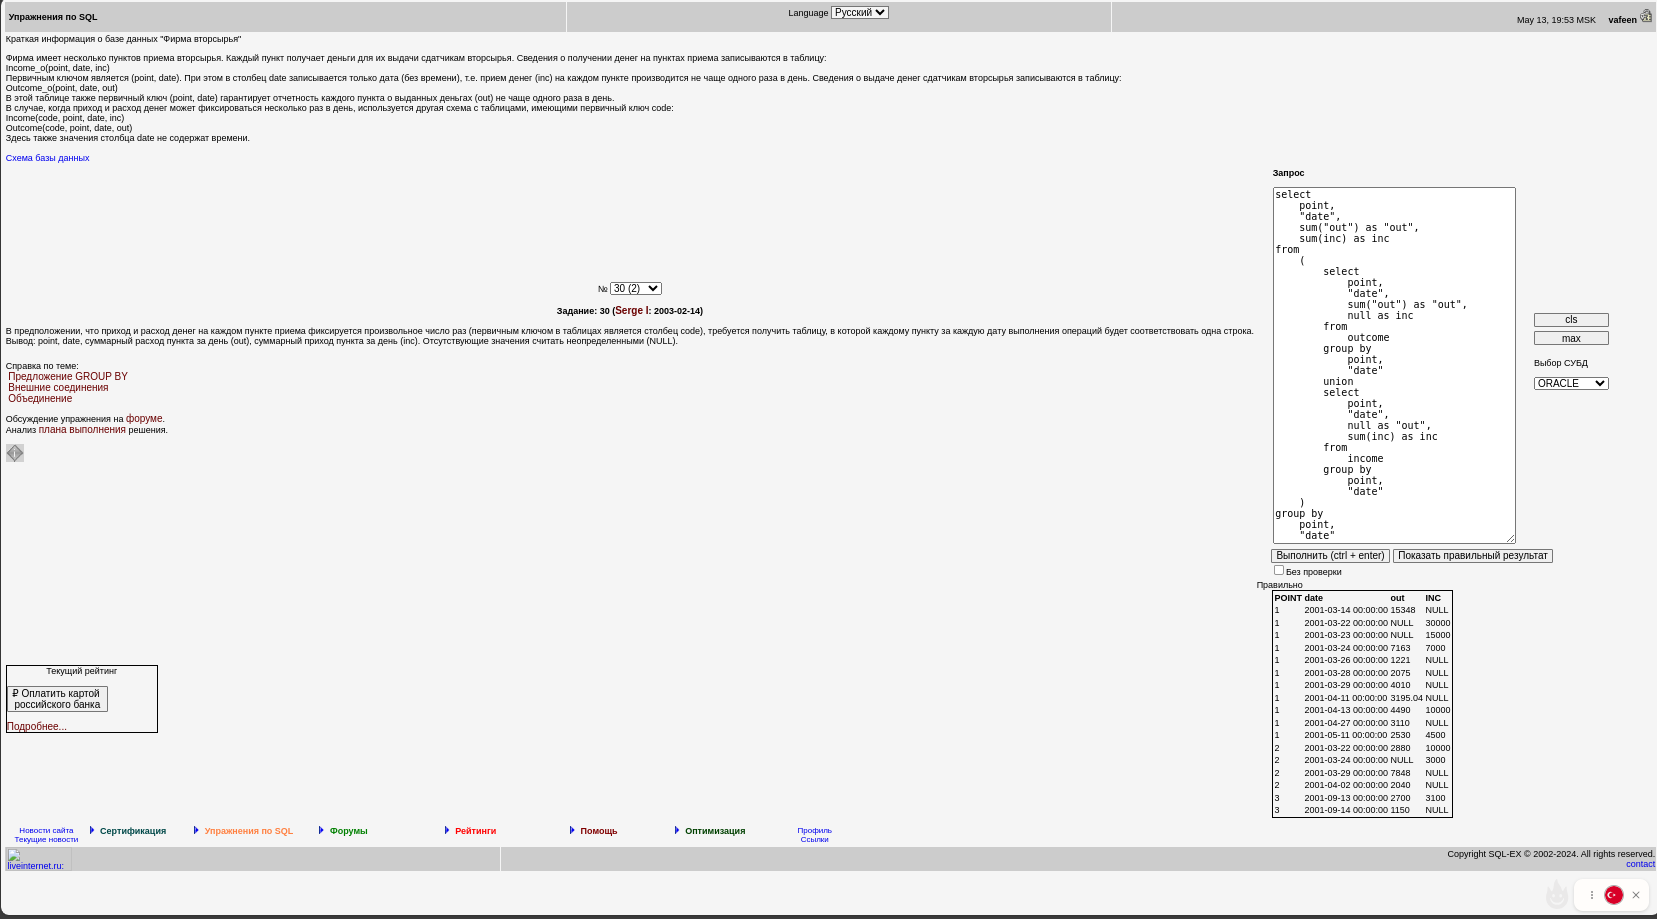 Упражнения по SQL
Language Русский
May 13, 19:53 MSK vafeen
Краткая информация о базе данных "Фирма вторсырья"
Фирма имеет несколько пунктов приема вторсырья. Каждый пункт получает деньги для их выдачи сдатчикам вторсырья. Сведения о получении денег на пунктах приема записываются в таблицу:
Income_o(point, date, inc)
Первичным ключом является (point, date). При этом в столбец date записывается только дата (без времени), т.е. прием денег (inc) на каждом пункте производится не чаще одного раза в день. Сведения о выдаче денег сдатчикам вторсырья записываются в таблицу:
Outcome_o(point, date, out)
В этой таблице также первичный ключ (point, date) гарантирует отчетность каждого пункта о выданных деньгах (out) не чаще одного раза в день.
В случае, когда приход и расход денег может фиксироваться несколько раз в день, используется другая схема с таблицами, имеющими первичный ключ code:
Income(code, point, date, inc)
Outcome(code, point, date, out)
Здесь также значения столбца date не содержат времени.
Схема базы данных
№ 30 (2)
Задание: 30 (Serge I: 2003-02-14)
В предположении, что приход и расход денег на каждом пункте приема фиксируется произвольное число раз (первичным ключом в таблицах является столбец code), требуется получить таблицу, в которой каждому пункту за каждую дату выполнения операций будет соответствовать одна строка.
Вывод: point, date, суммарный расход пункта за день (out), суммарный приход пункта за день (inc). Отсутствующие значения считать неопределенными (NULL).
Справка по теме:
Предложение GROUP BY
Внешние соединения
Объединение
Обсуждение упражнения на форуме.
Анализ плана выполнения решения.
Запрос
select
point,
"date",
sum("out") as "out",
sum(inc) as inc
from
(
select
point,
"date",
sum("out") as "out",
null as inc
from
outcome
group by
point,
"date"
union
select
point,
"date",
null as "out",
sum(inc) as inc
from
income
group by
point,
"date"
)
group by
point,
"date"
cls
max
Выбор СУБД
ORACLE
Выполнить (ctrl + enter) Показать правильный результат
Без проверки
Правильно
POINT date out INC
1 2001-03-14 00:00:00 15348 NULL
1 2001-03-22 00:00:00 NULL 30000
1 2001-03-23 00:00:00 NULL 15000
1 2001-03-24 00:00:00 7163 7000
1 2001-03-26 00:00:00 1221 NULL
1 2001-03-28 00:00:00 2075 NULL
1 2001-03-29 00:00:00 4010 NULL
1 2001-04-11 00:00:00 3195.04 NULL
1 2001-04-13 00:00:00 4490 10000
1 2001-04-27 00:00:00 3110 NULL
1 2001-05-11 00:00:00 2530 4500
2 2001-03-22 00:00:00 2880 10000
2 2001-03-24 00:00:00 NULL 3000
2 2001-03-29 00:00:00 7848 NULL
2 2001-04-02 00:00:00 2040 NULL
3 2001-09-13 00:00:00 2700 3100
3 2001-09-14 00:00:00 1150 NULL
Текущий рейтинг
₽ Оплатить картой
российского банка
Подробнее...
Новости сайта
Текущие новости
Сертификация
Упражнения по SQL
Форумы
Рейтинги
Помощь
Оптимизация
Профиль
Ссылки
liveinternet.ru:
Copyright SQL-EX © 2002-2024. All rights reserved.
contact